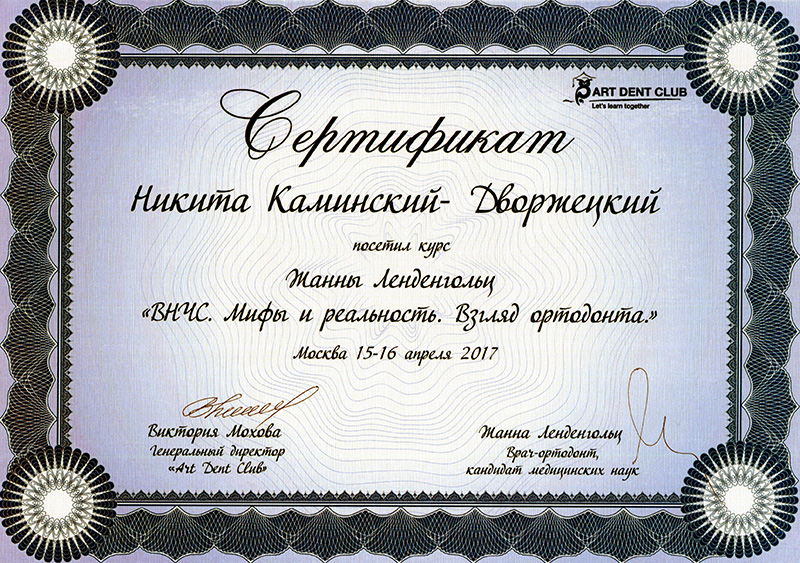 ART DENT CLUB
Let's learn together
Сертификат
Никита Каминский- Дворжецкий
посетил курс
Жанны Ленденгольц
«ВНЧС. Мифы и реальность. Взгляд ортодонта.»
Москва 15-16 апреля 2017
Виктория Мохова
Генеральный директор
«Art Dent Club»
Жанна Ленденгольц
Врач-ортодонт,
кандидат медицинских наук